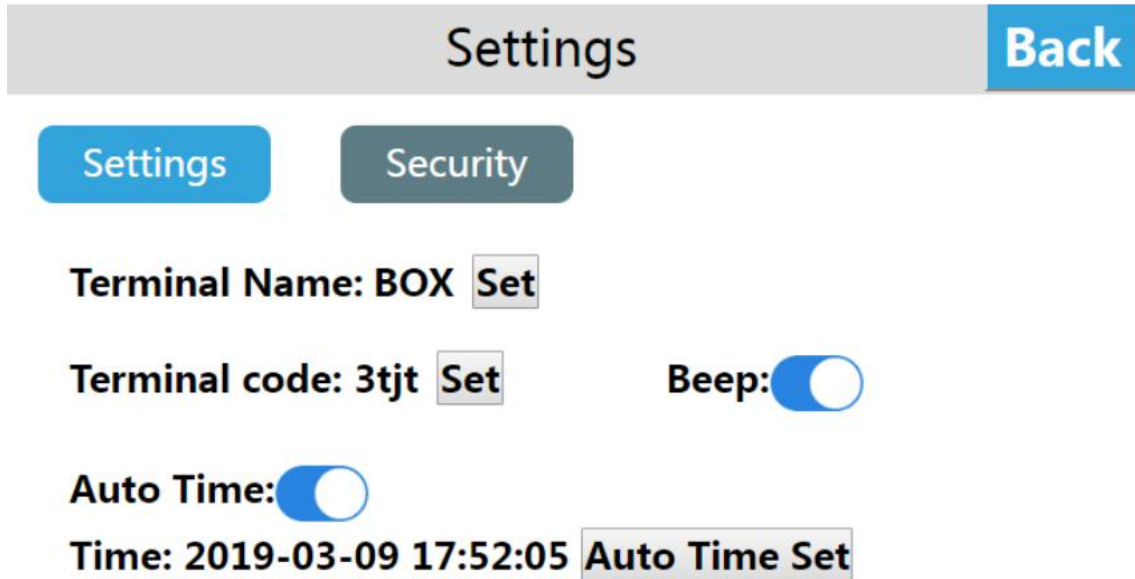 Settings Back
Settings Security
Terminal Name: BOX Set
Terminal code: 3tjt Set Beep:
Auto Time:
Time: 2019-03-09 17:52:05 Auto Time Set